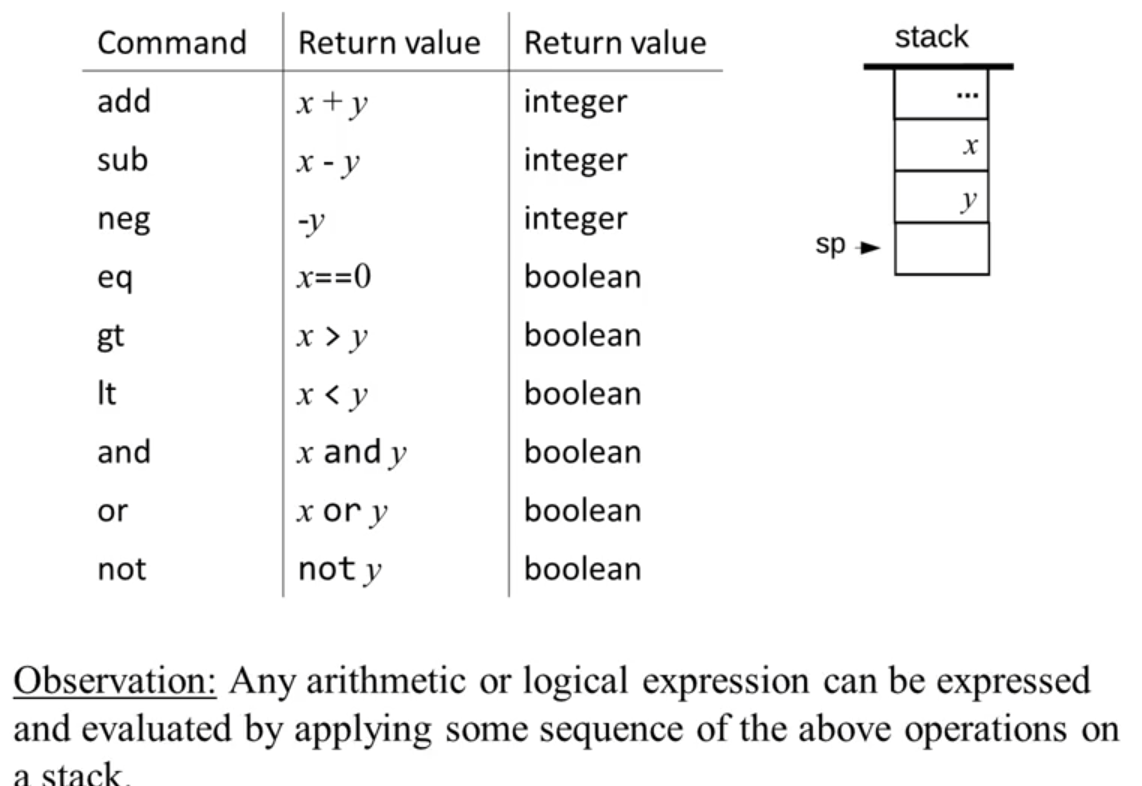 Command Return value Return value
add x + y integer
sub x - y integer
neg -y integer
eq x==0 boolean
gt x > y boolean
lt x < y boolean
and x and y boolean
or x or y boolean
not not y boolean
stack
...
x
y
sp
Observation: Any arithmetic or logical expression can be expressed
and evaluated by applying some sequence of the above operations on
a stack.